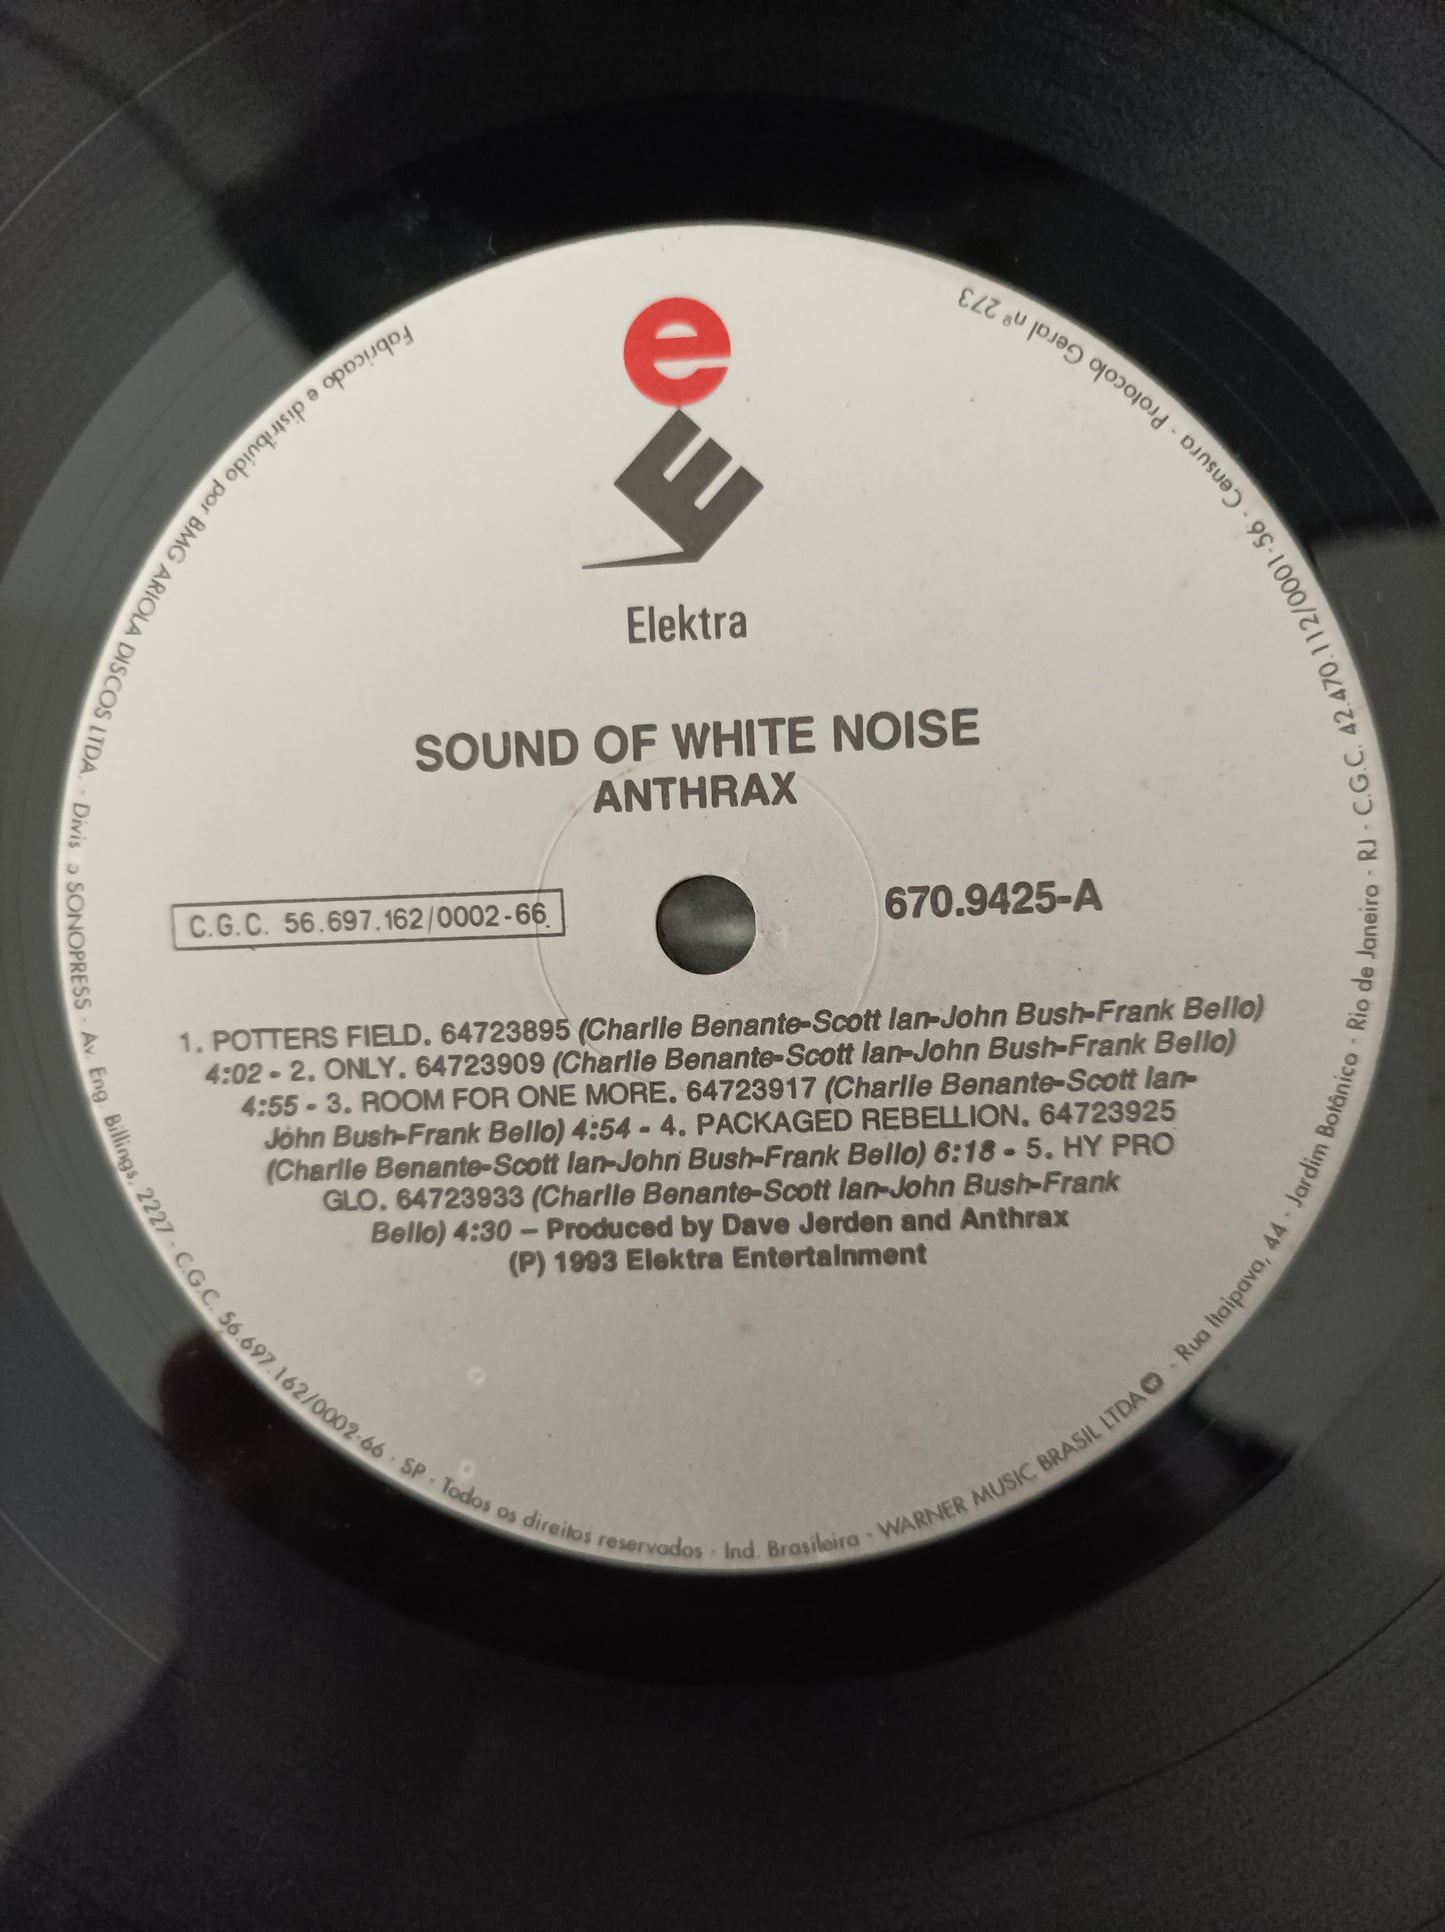 e
E
Elektra
SOUND OF WHITE NOISE
ANTHRAX
C.G.C. 56.697.162/0002-66.
670.9425-A
1. POTTERS FIELD. 64723895 (Charlie Benante-Scott Ian-John Bush-Frank Bello)
4:02 - 2. ONLY. 64723909 (Charlie Benante-Scott Ian-John Bush-Frank Bello)
4:55 - 3. ROOM FOR ONE MORE. 64723917 (Charlie Benante-Scott Ian-
John Bush-Frank Bello) 4:54 - 4. PACKAGED REBELLION. 64723925
(Charlie Benante-Scott Ian-John Bush-Frank Bello) 6:18 - 5. HY PRO
GLO. 64723933 (Charlie Benante-Scott Ian-John Bush-Frank
Bello) 4:30 – Produced by Dave Jerden and Anthrax
(P) 1993 Elektra Entertainment
Fabricado e distribuído por BMG ARIOLA DISCOS LTDA. - Divis o SONOPRESS - Av. Eng. Billings, 2227 - C.G.C. 56.697.162/0002-66 - SP - Todos os direitos reservados - Ind. Brasileira - WARNER MUSIC BRASIL LTDA - Rua Itaipava, 44 - Jardim Botânico - Rio de Janeiro - RJ - C.G.C. 42.470.112/0001-56 - Censura - Protocolo Geral nº 273